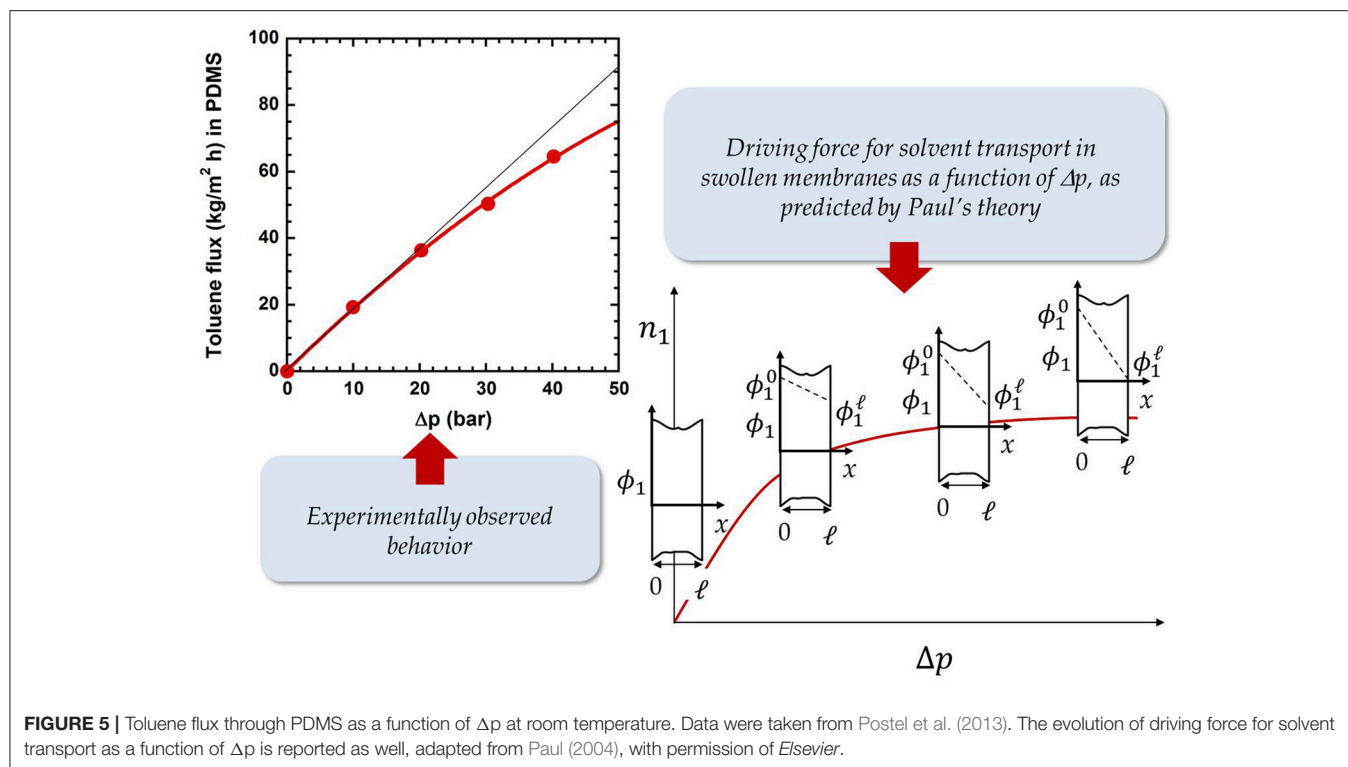 100
80
60
40
20
0
Toluene flux (kg/m² h) in PDMS
0 10 20 30 40 50
Δp (bar)
Experimentally observed
behavior
Driving force for solvent transport in
swollen membranes as a function of Δp, as
predicted by Paul's theory
n₁
ϕ₁
x
0 ℓ
ϕ₁⁰
ϕ₁
ϕ₁ℓ
x
0 ℓ
ϕ₁⁰
ϕ₁
ϕ₁ℓ
x
0 ℓ
ϕ₁⁰
ϕ₁
ϕ₁ℓ
x
0 ℓ
Δp
FIGURE 5 | Toluene flux through PDMS as a function of Δp at room temperature. Data were taken from Postel et al. (2013). The evolution of driving force for solvent
transport as a function of Δp is reported as well, adapted from Paul (2004), with permission of Elsevier.